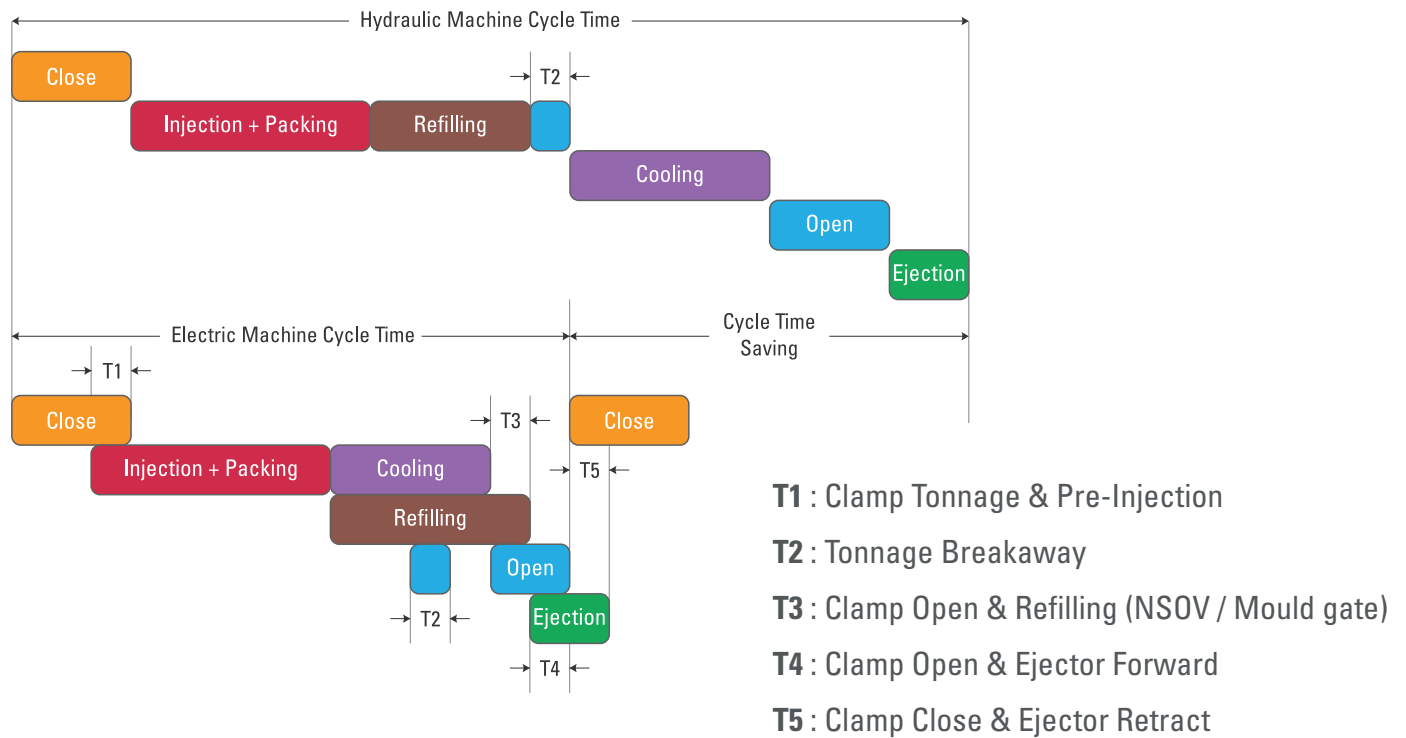 Hydraulic Machine Cycle Time
Close
T2
Injection + Packing
Refilling
Cooling
Open
Ejection
Electric Machine Cycle Time
Cycle Time
Saving
T1
Close
T3
Close
Injection + Packing
Cooling
T5
Refilling
Open
T2
Ejection
T4
T1 : Clamp Tonnage & Pre-Injection
T2 : Tonnage Breakaway
T3 : Clamp Open & Refilling (NSOV / Mould gate)
T4 : Clamp Open & Ejector Forward
T5 : Clamp Close & Ejector Retract